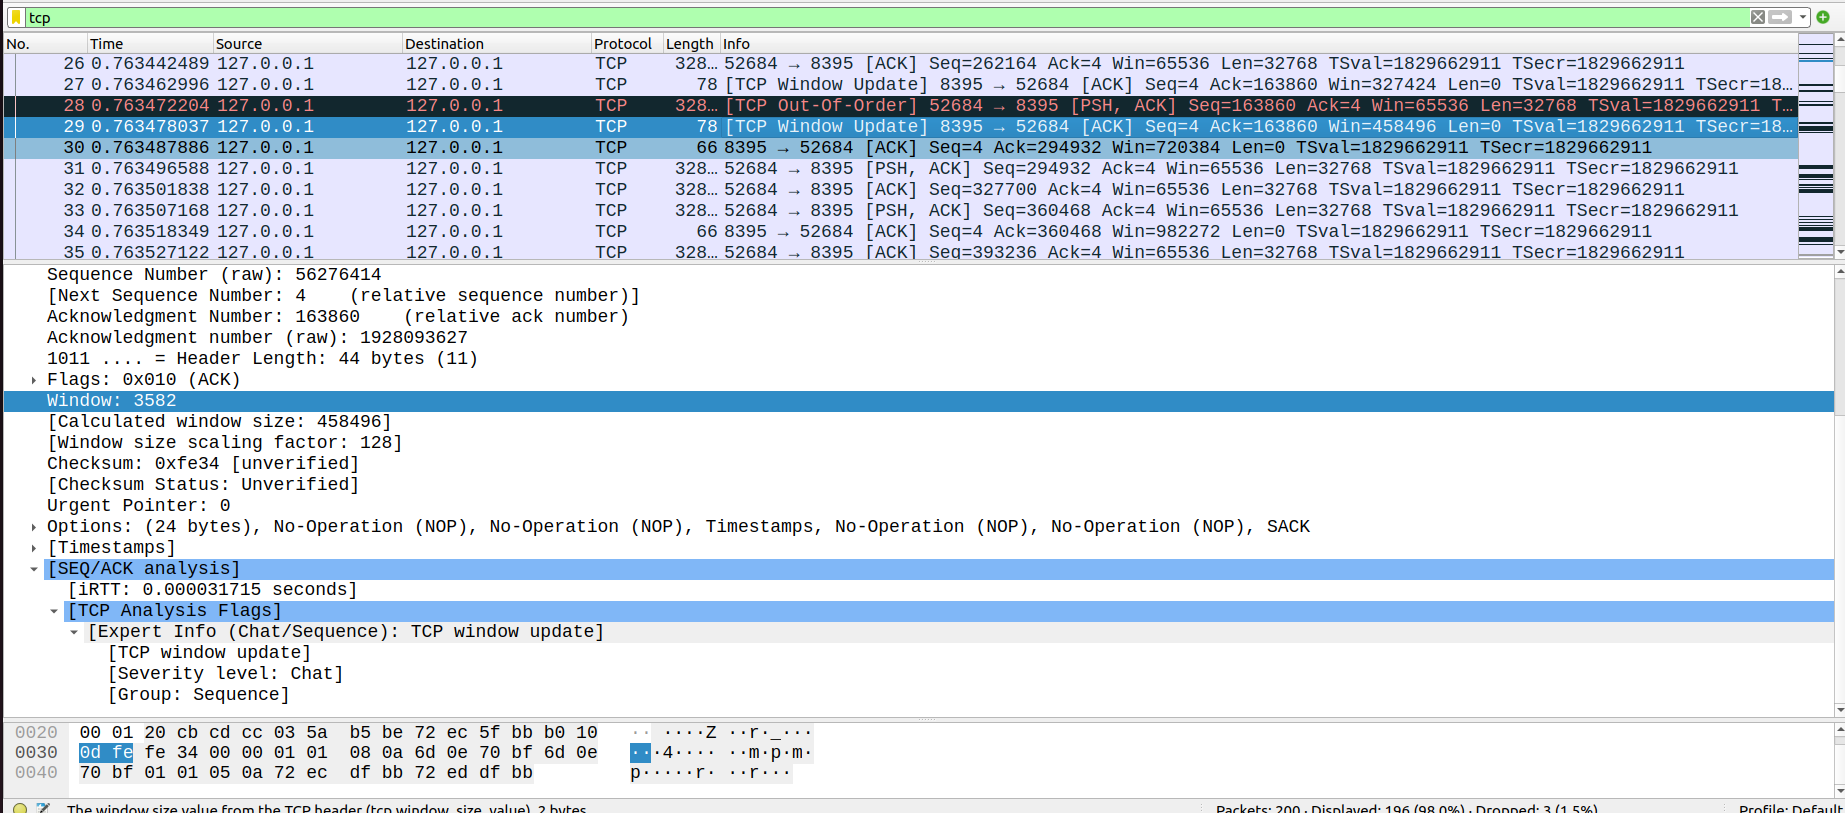 tcp
No. Time Source Destination Protocol Length Info
26 0.763442489 127.0.0.1 127.0.0.1 TCP 328… 52684 → 8395 [ACK] Seq=262164 Ack=4 Win=65536 Len=32768 TSval=1829662911 TSecr=1829662911
27 0.763462996 127.0.0.1 127.0.0.1 TCP 78 [TCP Window Update] 8395 → 52684 [ACK] Seq=4 Ack=163860 Win=327424 Len=0 TSval=1829662911 TSecr=18…
28 0.763472204 127.0.0.1 127.0.0.1 TCP 328… [TCP Out-Of-Order] 52684 → 8395 [PSH, ACK] Seq=163860 Ack=4 Win=65536 Len=32768 TSval=1829662911 T…
29 0.763478037 127.0.0.1 127.0.0.1 TCP 78 [TCP Window Update] 8395 → 52684 [ACK] Seq=4 Ack=163860 Win=458496 Len=0 TSval=1829662911 TSecr=18…
30 0.763487886 127.0.0.1 127.0.0.1 TCP 66 8395 → 52684 [ACK] Seq=4 Ack=294932 Win=720384 Len=0 TSval=1829662911 TSecr=1829662911
31 0.763496588 127.0.0.1 127.0.0.1 TCP 328… 52684 → 8395 [PSH, ACK] Seq=294932 Ack=4 Win=65536 Len=32768 TSval=1829662911 TSecr=1829662911
32 0.763501838 127.0.0.1 127.0.0.1 TCP 328… 52684 → 8395 [ACK] Seq=327700 Ack=4 Win=65536 Len=32768 TSval=1829662911 TSecr=1829662911
33 0.763507168 127.0.0.1 127.0.0.1 TCP 328… 52684 → 8395 [PSH, ACK] Seq=360468 Ack=4 Win=65536 Len=32768 TSval=1829662911 TSecr=1829662911
34 0.763518349 127.0.0.1 127.0.0.1 TCP 66 8395 → 52684 [ACK] Seq=4 Ack=360468 Win=982272 Len=0 TSval=1829662911 TSecr=1829662911
35 0.763527122 127.0.0.1 127.0.0.1 TCP 328… 52684 → 8395 [ACK] Seq=393236 Ack=4 Win=65536 Len=32768 TSval=1829662911 TSecr=1829662911
Sequence Number (raw): 56276414
[Next Sequence Number: 4    (relative sequence number)]
Acknowledgment Number: 163860    (relative ack number)
Acknowledgment number (raw): 1928093627
1011 .... = Header Length: 44 bytes (11)
Flags: 0x010 (ACK)
Window: 3582
[Calculated window size: 458496]
[Window size scaling factor: 128]
Checksum: 0xfe34 [unverified]
[Checksum Status: Unverified]
Urgent Pointer: 0
Options: (24 bytes), No-Operation (NOP), No-Operation (NOP), Timestamps, No-Operation (NOP), No-Operation (NOP), SACK
[Timestamps]
[SEQ/ACK analysis]
[iRTT: 0.000031715 seconds]
[TCP Analysis Flags]
[Expert Info (Chat/Sequence): TCP window update]
[TCP window update]
[Severity level: Chat]
[Group: Sequence]
0020 00 01 20 cb cd cc 03 5a b5 be 72 ec 5f bb b0 10 ·· ····Z ··r·_···
0030 0d fe fe 34 00 00 01 01 08 0a 6d 0e 70 bf 6d 0e ···4···· ··m·p·m·
0040 70 bf 01 01 05 0a 72 ec df bb 72 ed df bb p·····r· ··r···
The window size value from the TCP header (tcp.window_size_value), 2 bytes Packets: 200 · Displayed: 196 (98.0%) · Dropped: 3 (1.5%) Profile: Default